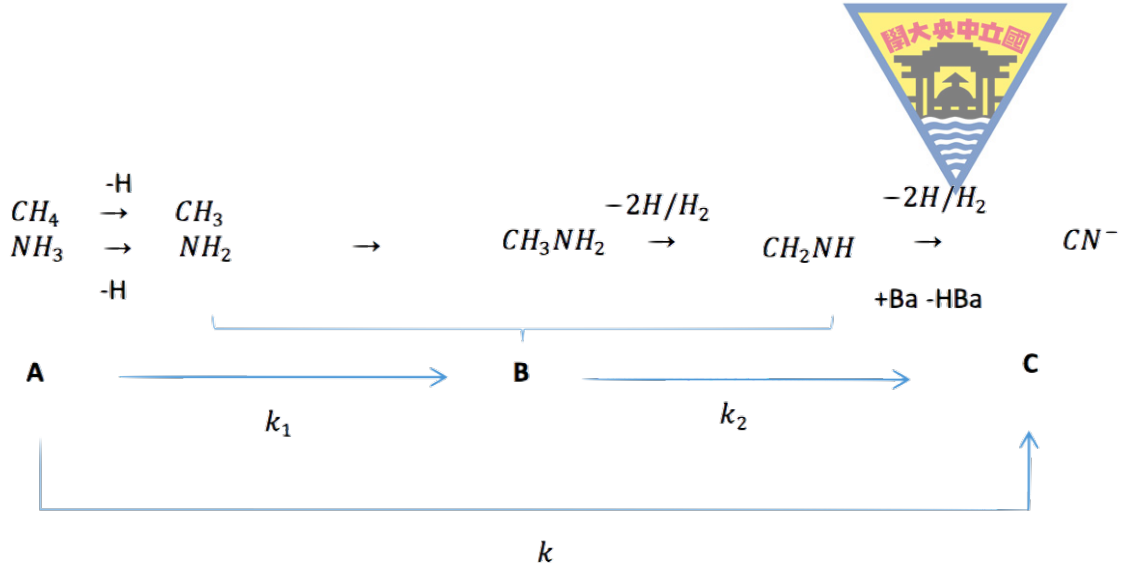 國立中央大學
-H
-2H/H₂
-2H/H₂
CH₄ → CH₃
NH₃ → NH₂ → CH₃NH₂ → CH₂NH → CN⁻
-H
+Ba -HBa
A B C
k₁ k₂
k